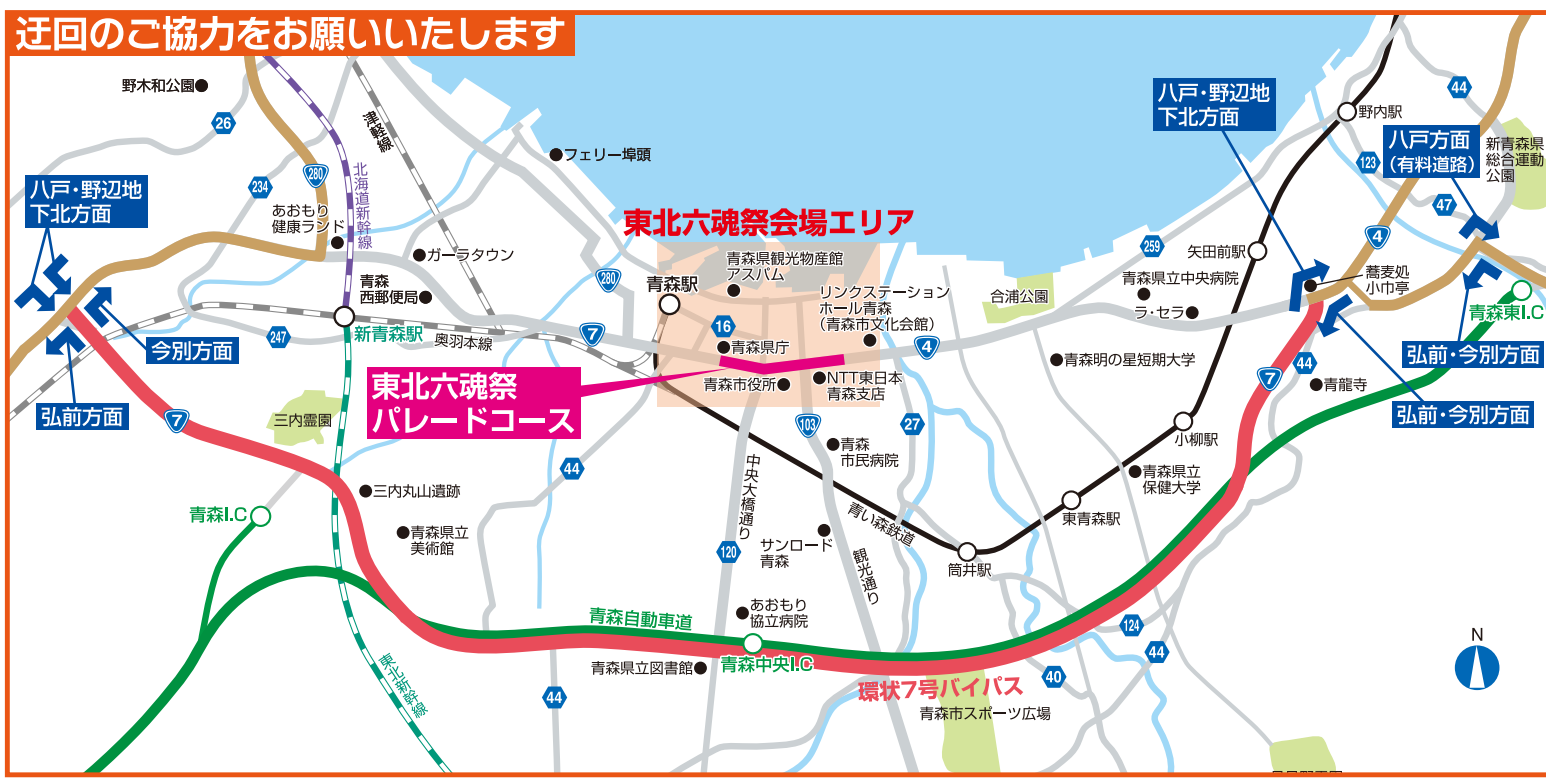 迂回のご協力をお願いいたします
野木和公園
26
津軽線
フェリー埠頭
八戸・野辺地
下北方面
野内駅
44
八戸方面
(有料道路)
新青森県
総合運動
公園
123
47
八戸・野辺地
下北方面
234
280
北海道新幹線
あおもり
健康ランド
ガーラタウン
青森
西郵便局
新青森駅
247
奥羽本線
今別方面
弘前方面
7
東北六魂祭会場エリア
280
青森駅
青森県観光物産館
アスパム
リンクステーション
ホール青森
(青森市文化会館)
16
青森県庁
7
4
合浦公園
259
矢田前駅
青森県立中央病院
ラ・セラ
4
蕎麦処
小巾亭
青森東I.C
弘前・今別方面
弘前・今別方面
東北六魂祭
パレードコース
青森市役所
NTT東日本
青森支店
青森明の星短期大学
44
7
青龍寺
三内霊園
103
27
小柳駅
青森
市民病院
44
中央大橋通り
青森県立
保健大学
三内丸山遺跡
青森I.C
青森県立
美術館
東青森駅
青い森鉄道
サンロード
青森
120
観光通り
筒井駅
あおもり
協立病院
青森自動車道
124
44
青森県立図書館
青森中央I.C
環状7号バイパス
40
東北新幹線
44
青森市スポーツ広場
N